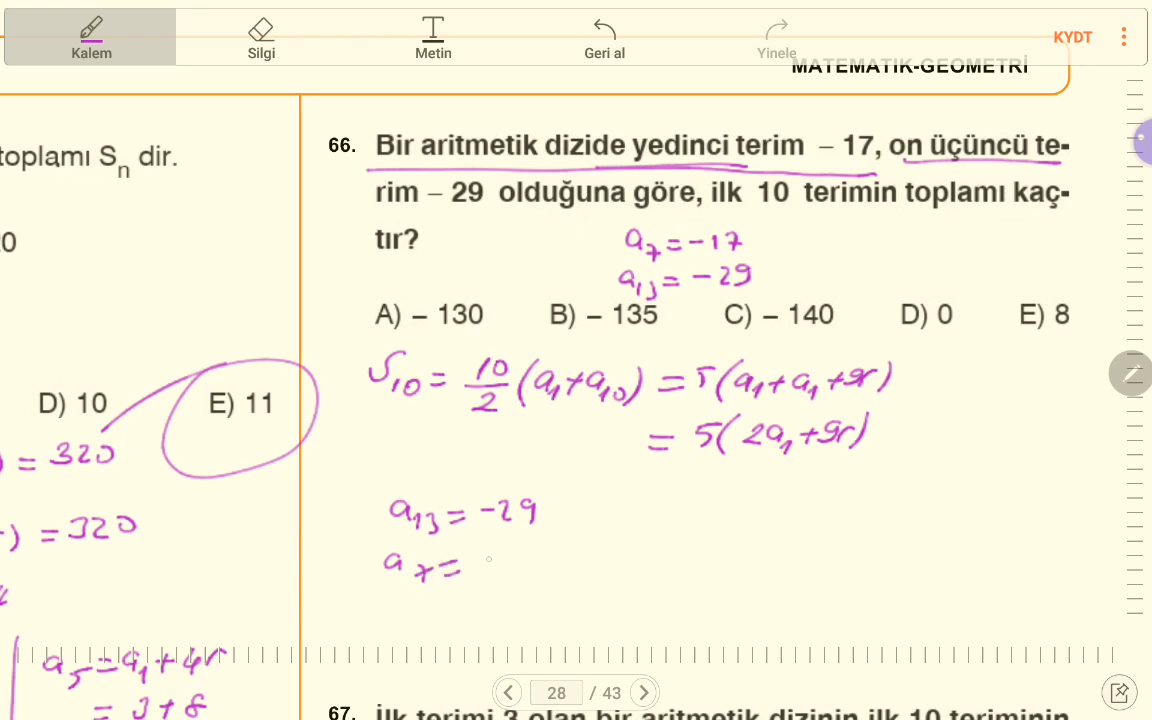 Kalem Silgi Metin Geri al Yinele KYDT
MATEMATİK-GEOMETRİ
toplamı Sn dir.
D) 10 E) 11
= 320
) = 320
a5 = a1 + 4r
= 3 + 8
66. Bir aritmetik dizide yedinci terim – 17, on üçüncü te-
rim – 29 olduğuna göre, ilk 10 terimin toplamı kaç-
tır?
a7 = -17
a13 = -29
A) – 130 B) – 135 C) – 140 D) 0 E) 8
S10 = 10/2 (a1+a10) = 5(a1+a1+9r)
= 5(2a1+9r)
a13 = -29
a7 =
28 / 43
67. İlk terimi 3 olan bir aritmetik dizinin ilk 10 teriminin